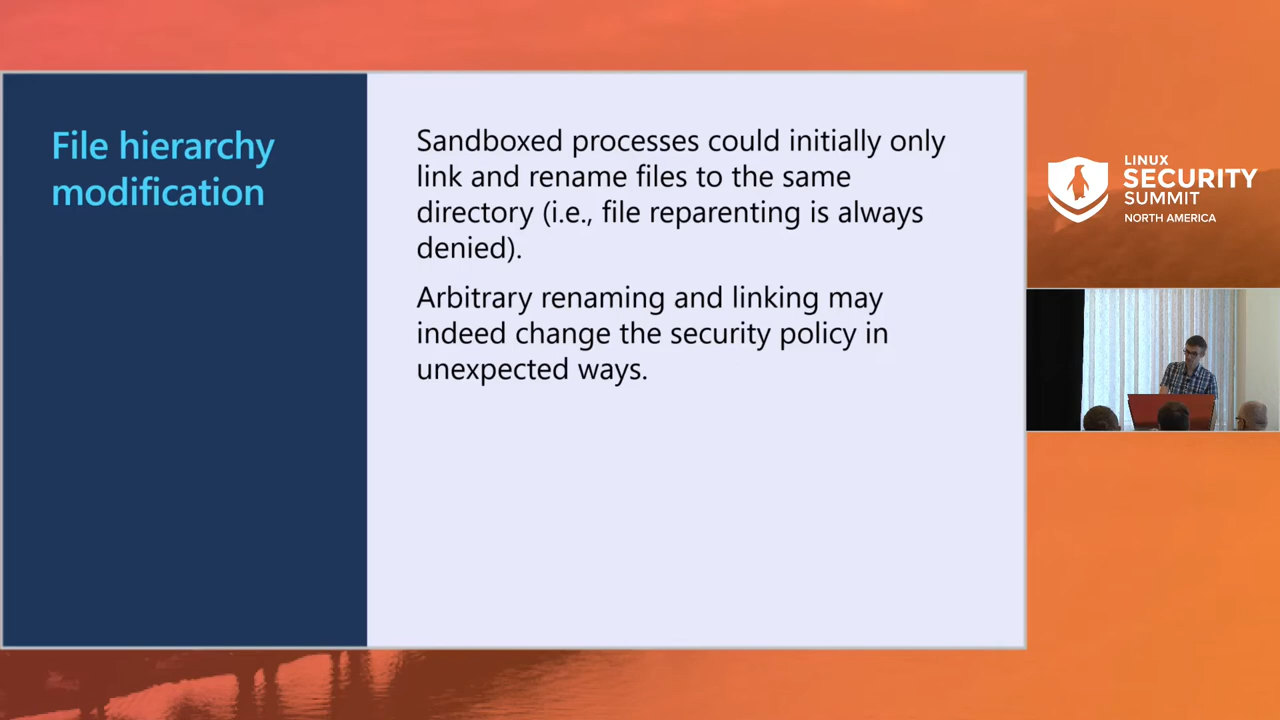 File hierarchy
modification
Sandboxed processes could initially only
link and rename files to the same
directory (i.e., file reparenting is always
denied).
Arbitrary renaming and linking may
indeed change the security policy in
unexpected ways.
LINUX
SECURITY
SUMMIT
NORTH AMERICA